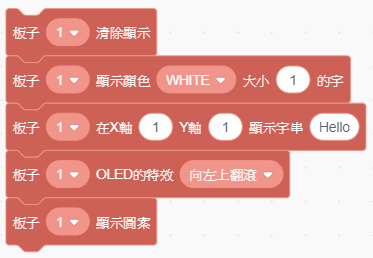 板子 1 清除顯示
板子 1 顯示顏色 WHITE 大小 1 的字
板子 1 在X軸 1 Y軸 1 顯示字串 Hello
板子 1 OLED的特效 向左上翻滾
板子 1 顯示圖案